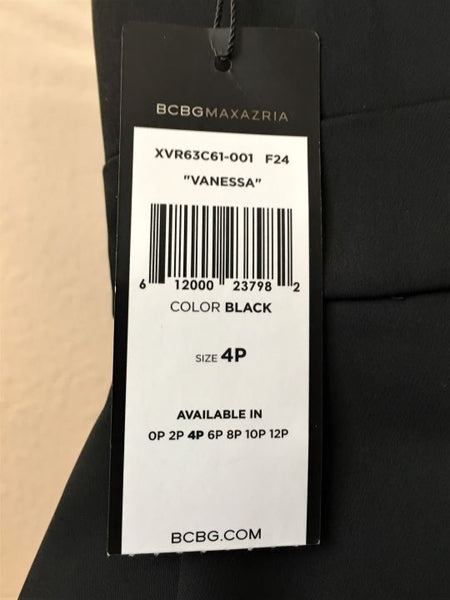 BCBGMAXAZRIA
XVR63C61-001 F24
"VANESSA"
6 12000 23798 2
COLOR BLACK
SIZE 4P
AVAILABLE IN
0P 2P 4P 6P 8P 10P 12P
BCBG.COM